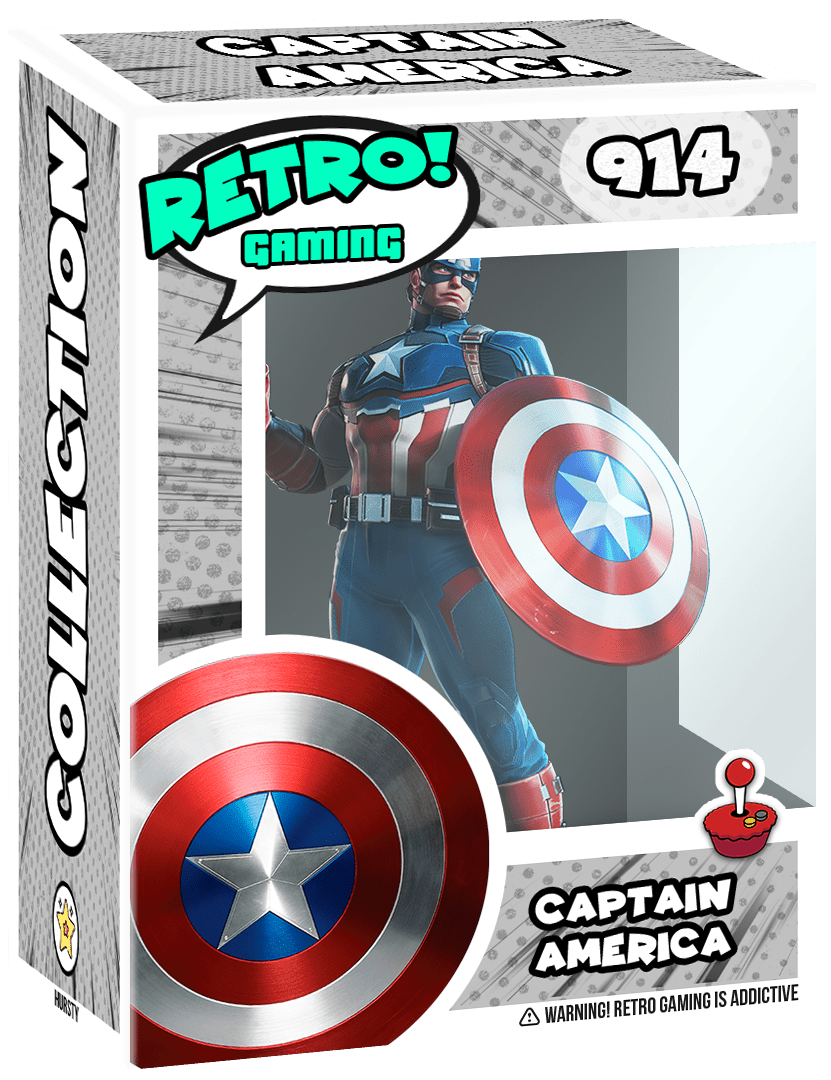 CAPTAIN
AMERICA
RETRO!
GAMING
914
COLLECTION
CAPTAIN
AMERICA
HURSTY
WARNING! RETRO GAMING IS ADDICTIVE